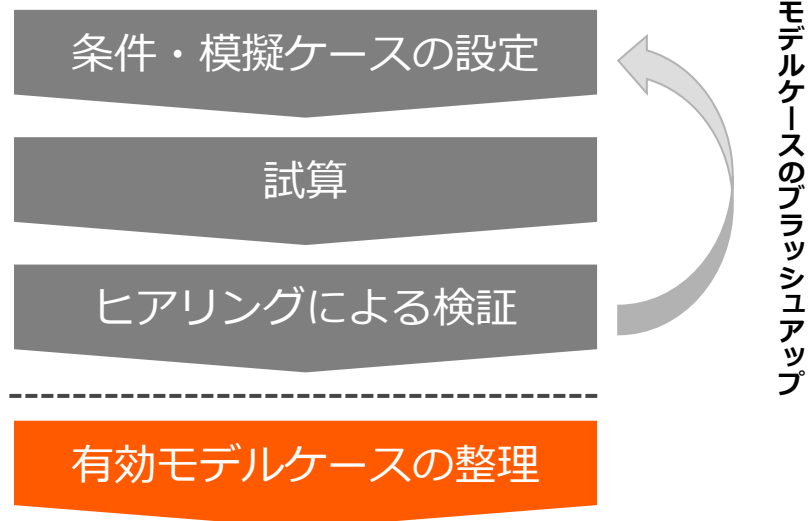 条件・模擬ケースの設定
試算
ヒアリングによる検証
有効モデルケースの整理
モデルケースのブラッシュアップ